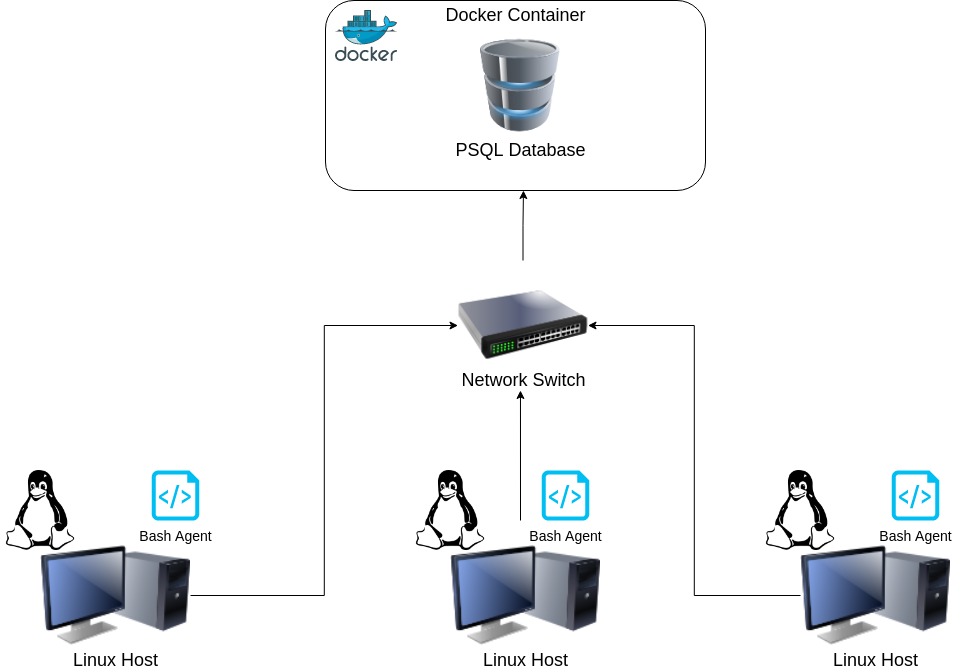 Docker Container
docker
PSQL Database
Network Switch
</>
</>
</>
Bash Agent
Bash Agent
Bash Agent
Linux Host
Linux Host
Linux Host